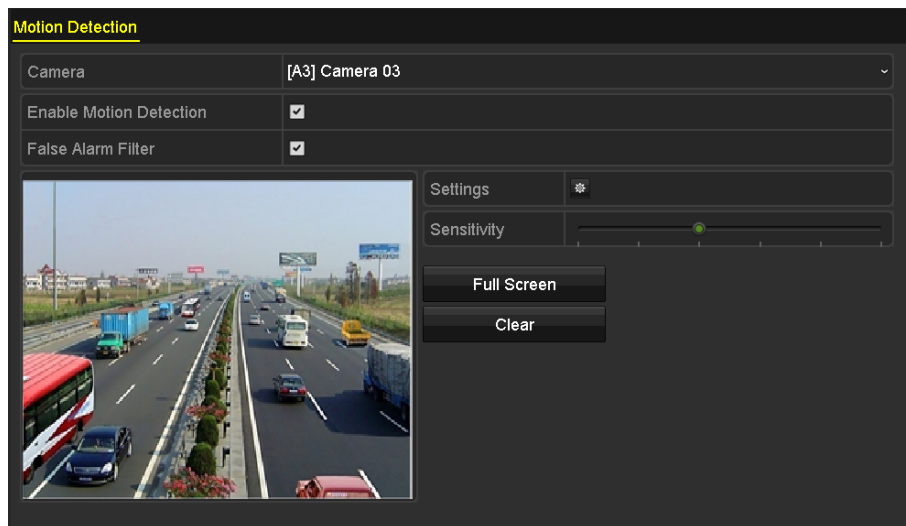 Motion Detection
Camera [A3] Camera 03
Enable Motion Detection
False Alarm Filter
Settings
Sensitivity
Full Screen
Clear